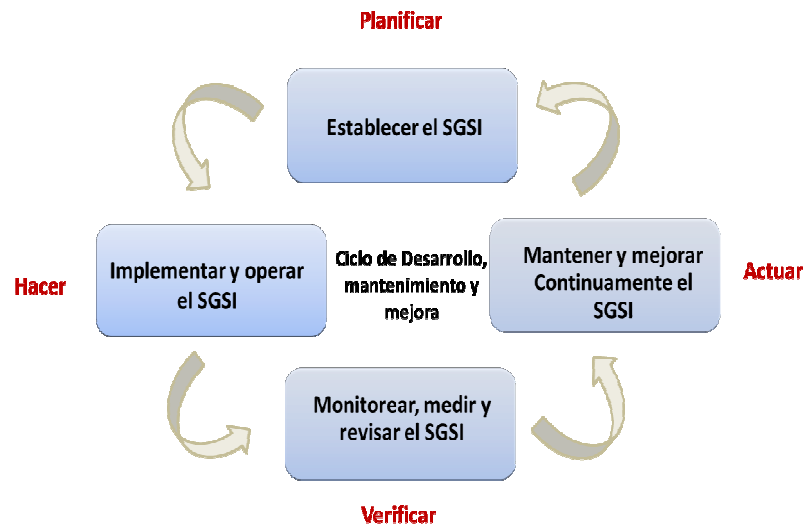 Planificar
Establecer el SGSI
Hacer
Implementar y operar
el SGSI
Ciclo de Desarrollo,
mantenimiento y
mejora
Mantener y mejorar
Continuamente el
SGSI
Actuar
Monitorear, medir y
revisar el SGSI
Verificar